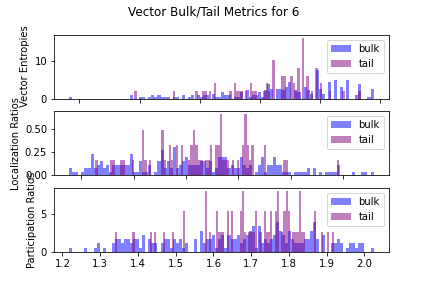 Vector Bulk/Tail Metrics for 6
Vector Entropies
10
0
bulk
tail
Localization Ratios
0.50
0.25
0.00
bulk
tail
Participation Ratios
5
0
bulk
tail
1.2 1.3 1.4 1.5 1.6 1.7 1.8 1.9 2.0